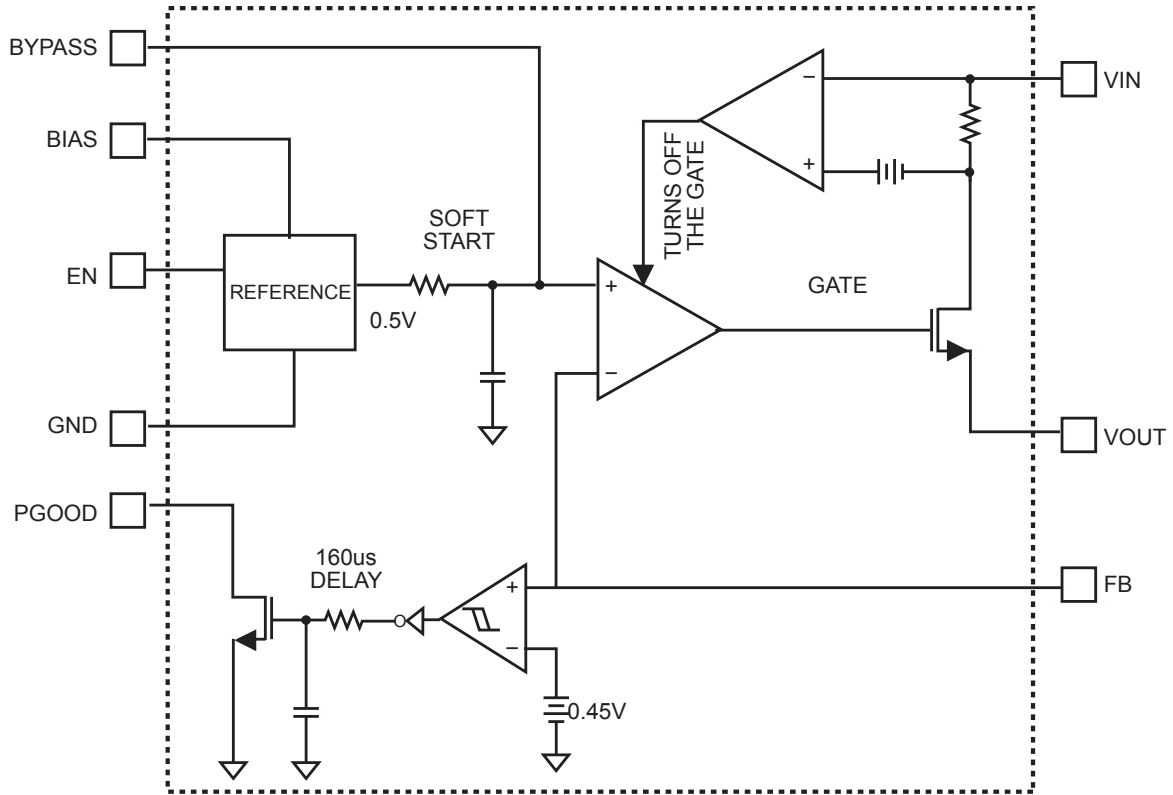 BYPASS
BIAS
EN
GND
PGOOD
VIN
VOUT
FB
REFERENCE
SOFT
START
0.5V
+
−
−
+
TURNS OFF
THE GATE
GATE
160us
DELAY
+
−
0.45V